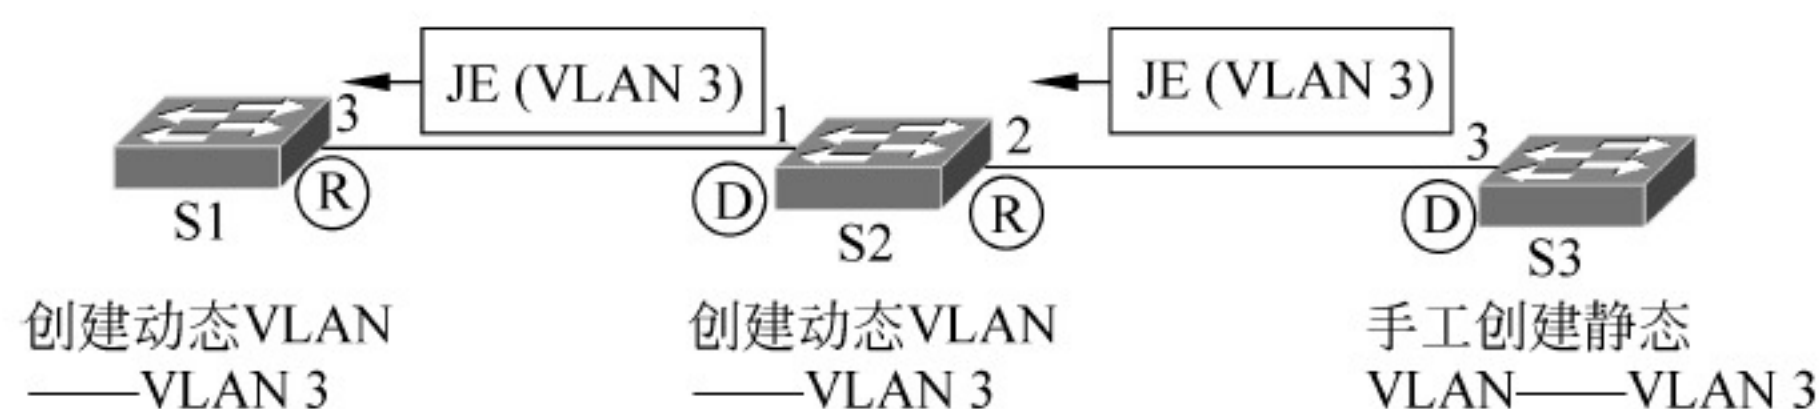 JE (VLAN 3)
JE (VLAN 3)
3
1
2
3
R
D
R
D
S1
S2
S3
创建动态VLAN
——VLAN 3
创建动态VLAN
——VLAN 3
手工创建静态
VLAN——VLAN 3